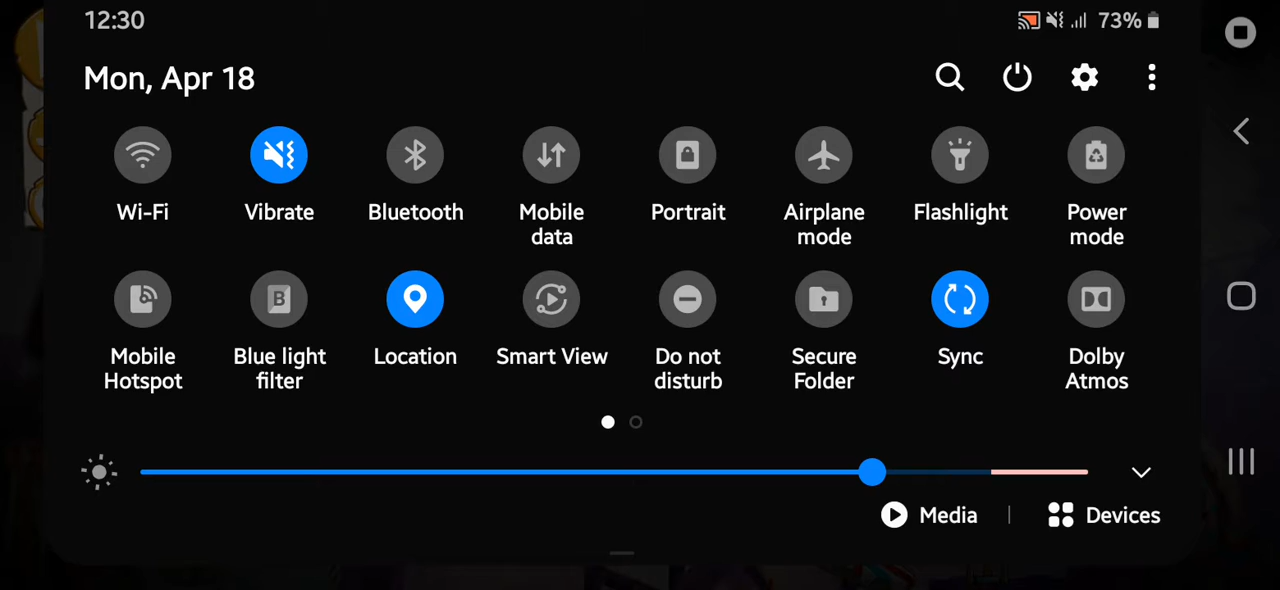 12:30
73%
Mon, Apr 18
Wi-Fi
Vibrate
Bluetooth
Mobile
data
Portrait
Airplane
mode
Flashlight
Power
mode
Mobile
Hotspot
B
Blue light
filter
Location
Smart View
Do not
disturb
Secure
Folder
Sync
Dolby
Atmos
Media
Devices